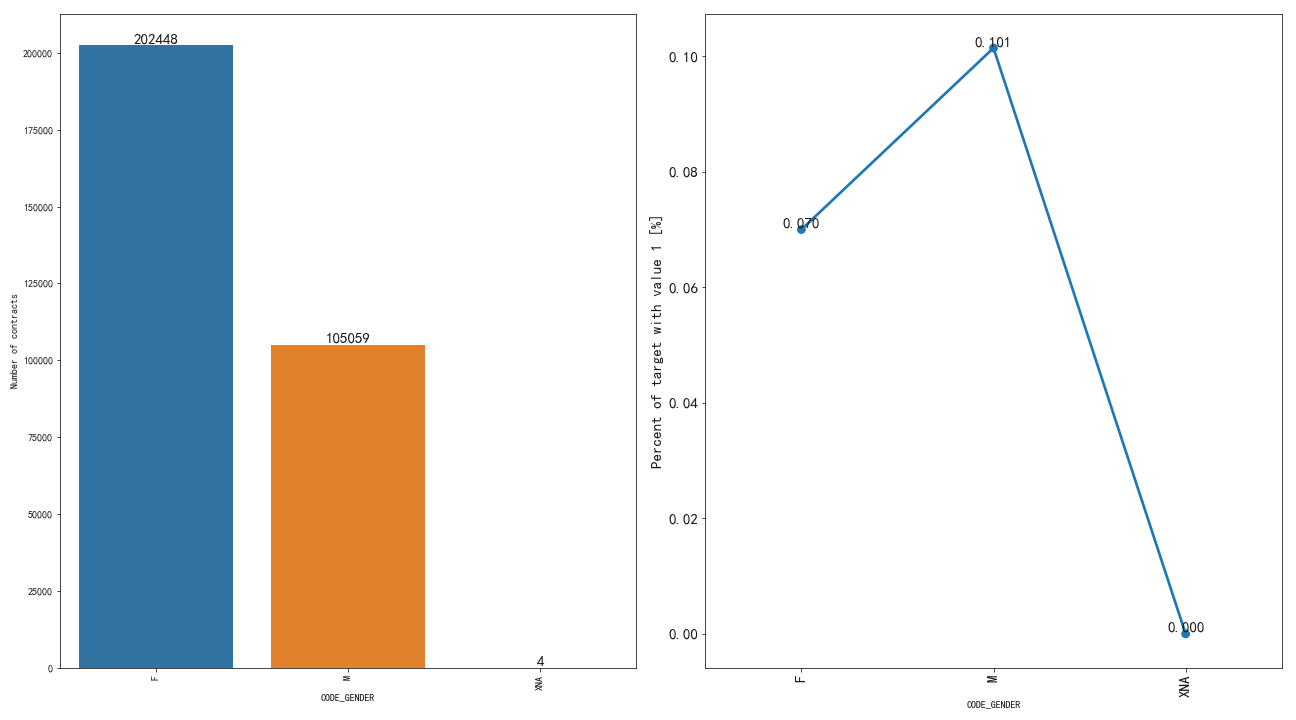 202448
105059
4
200000
175000
150000
125000
100000
75000
50000
25000
0
Number of contracts
F
M
XNA
CODE_GENDER
0.101
0.070
0.000
0.10
0.08
0.06
0.04
0.02
0.00
Percent of target with value 1 [%]
F
M
XNA
CODE_GENDER